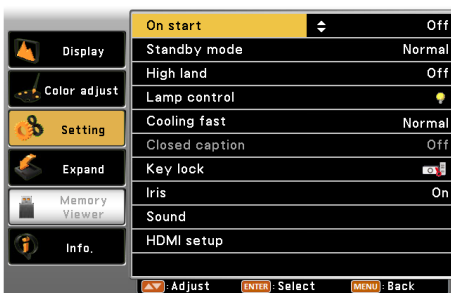 Display
Color adjust
Setting
Expand
Memory
Viewer
Info.
On start Off
Standby mode Normal
High land Off
Lamp control
Cooling fast Normal
Closed caption Off
Key lock
Iris On
Sound
HDMI setup
▲▼ : Adjust ENTER : Select MENU : Back